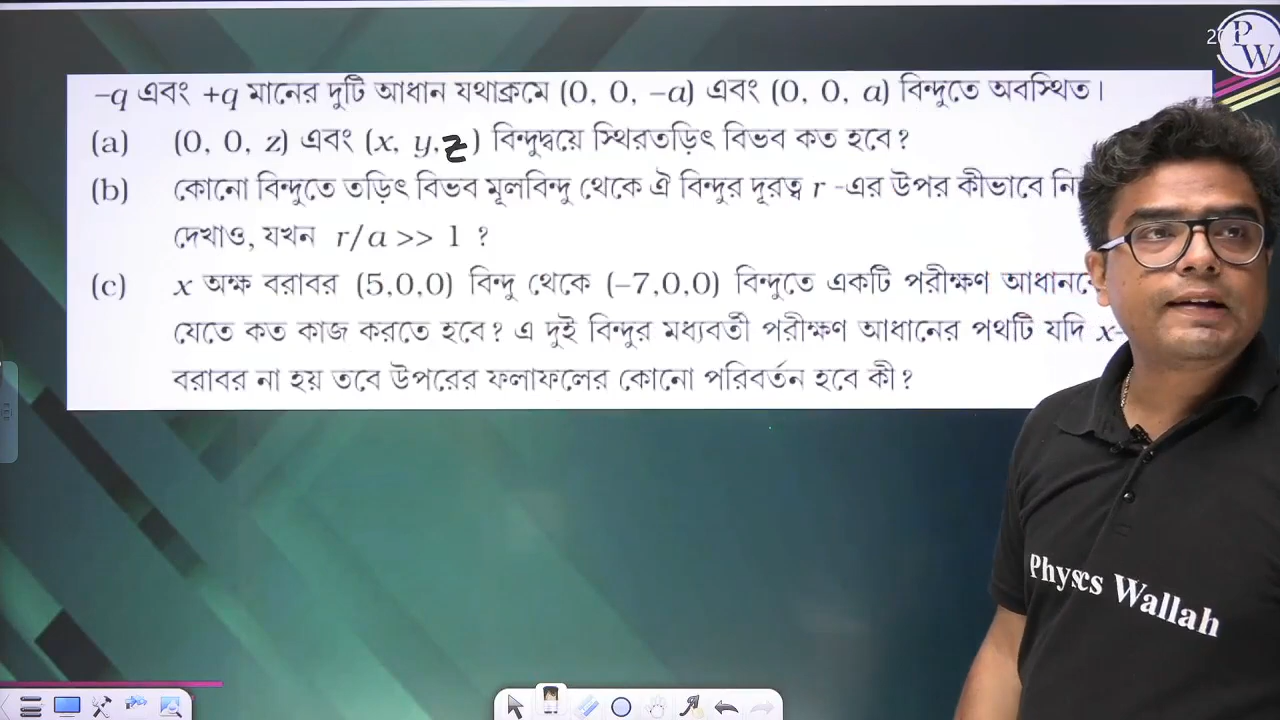 P
W
-q এবং +q মানের দুটি আধান যথাক্রমে (0, 0, -a) এবং (0, 0, a) বিন্দুতে অবস্থিত।
(a) (0, 0, z) এবং (x, y, z) বিন্দুদ্বয়ে স্থিরতড়িৎ বিভব কত হবে?
(b) কোনো বিন্দুতে তড়িৎ বিভব মূলবিন্দু থেকে ঐ বিন্দুর দূরত্ব r -এর উপর কীভাবে
দেখাও, যখন r/a >> 1 ?
(c) x অক্ষ বরাবর (5,0,0) বিন্দু থেকে (–7,0,0) বিন্দুতে একটি পরীক্ষণ
যেতে কত কাজ করতে হবে? এ দুই বিন্দুর মধ্যবর্তী পরীক্ষণ আধানের পথটি যদি x-
বরাবর না হয় তবে উপরের ফলাফলের কোনো পরিবর্তন হবে কী?
Physics Wallah